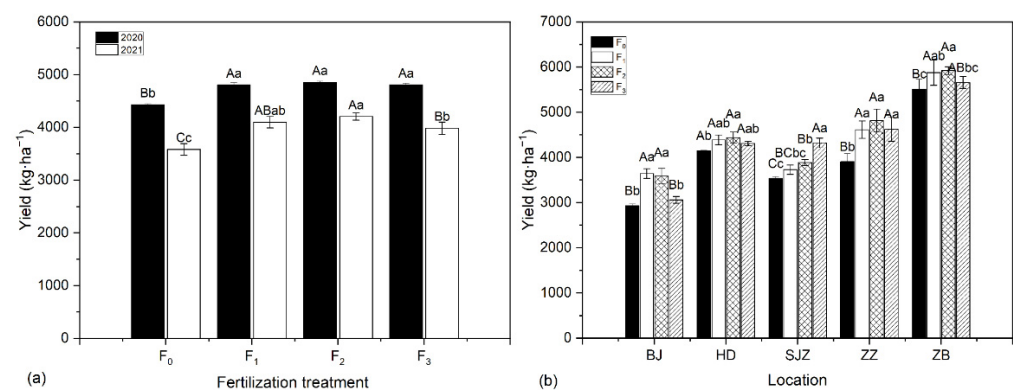 6000
5000
4000
3000
2000
1000
0
Yield (kg·ha⁻¹)
2020
2021
Bb
Cc
Aa
ABab
Aa
Aa
Aa
Bb
F₀
F₁
F₂
F₃
(a)
Fertilization treatment
7000
6000
5000
4000
3000
2000
1000
0
Yield (kg·ha⁻¹)
F₀
F₁
F₂
F₃
Bb
Aa
Aa
Bb
Ab
Aab
Aa
Aab
Cc
BCbc
Bb
Aa
Bb
Aa
Aa
Aa
Bc
Aab
Aa
ABbc
BJ
HD
SJZ
ZZ
ZB
(b)
Location